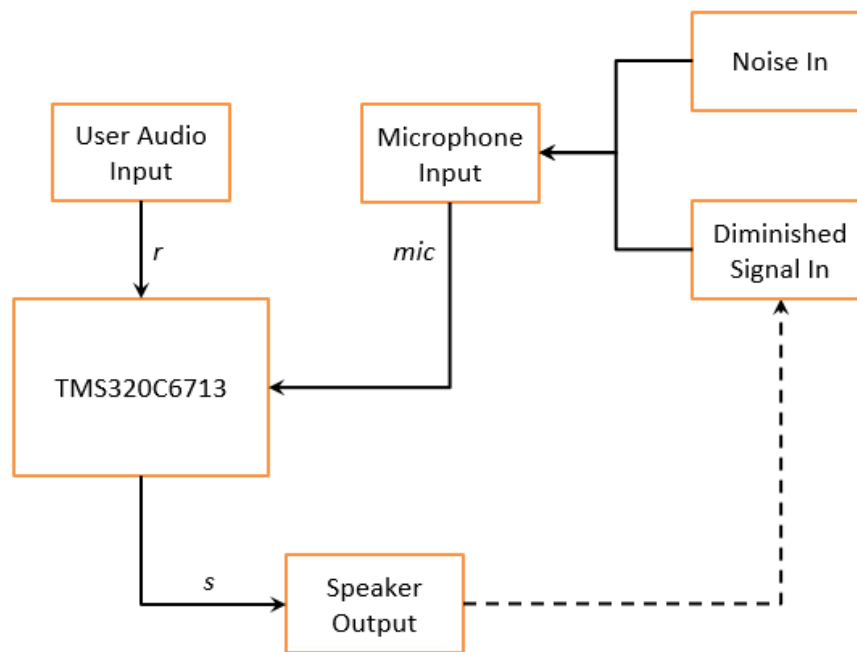 Noise In
User Audio
Input
Microphone
Input
r
mic
Diminished
Signal In
TMS320C6713
s
Speaker
Output